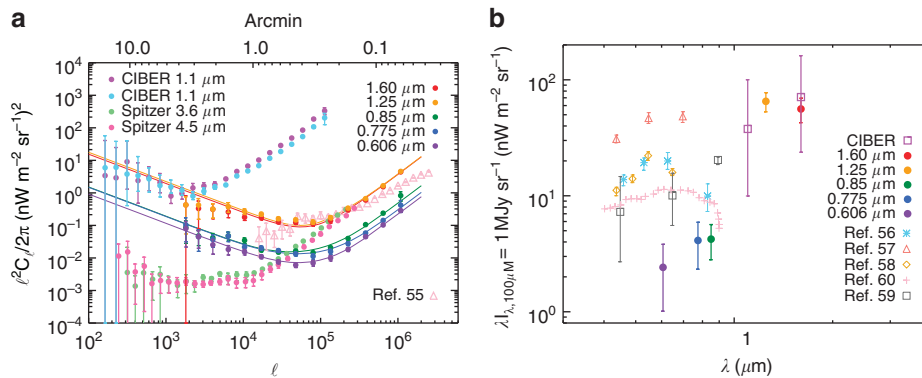 a
Arcmin
10.0 1.0 0.1
10⁴
10³
10²
10¹
10⁰
10⁻¹
10⁻²
10⁻³
10⁻⁴
ℓ²Cℓ/2π (nW m⁻² sr⁻¹)²
CIBER 1.1 μm
CIBER 1.1 μm
Spitzer 3.6 μm
Spitzer 4.5 μm
1.60 μm
1.25 μm
0.85 μm
0.775 μm
0.606 μm
Ref. 55
10² 10³ 10⁴ 10⁵ 10⁶
ℓ
b
λI_λ,100μM = 1 MJy sr⁻¹ (nW m⁻² sr⁻¹)
10²
10¹
10⁰
CIBER
1.60 μm
1.25 μm
0.85 μm
0.775 μm
0.606 μm
Ref. 56
Ref. 57
Ref. 58
Ref. 60
Ref. 59
1
λ (μm)